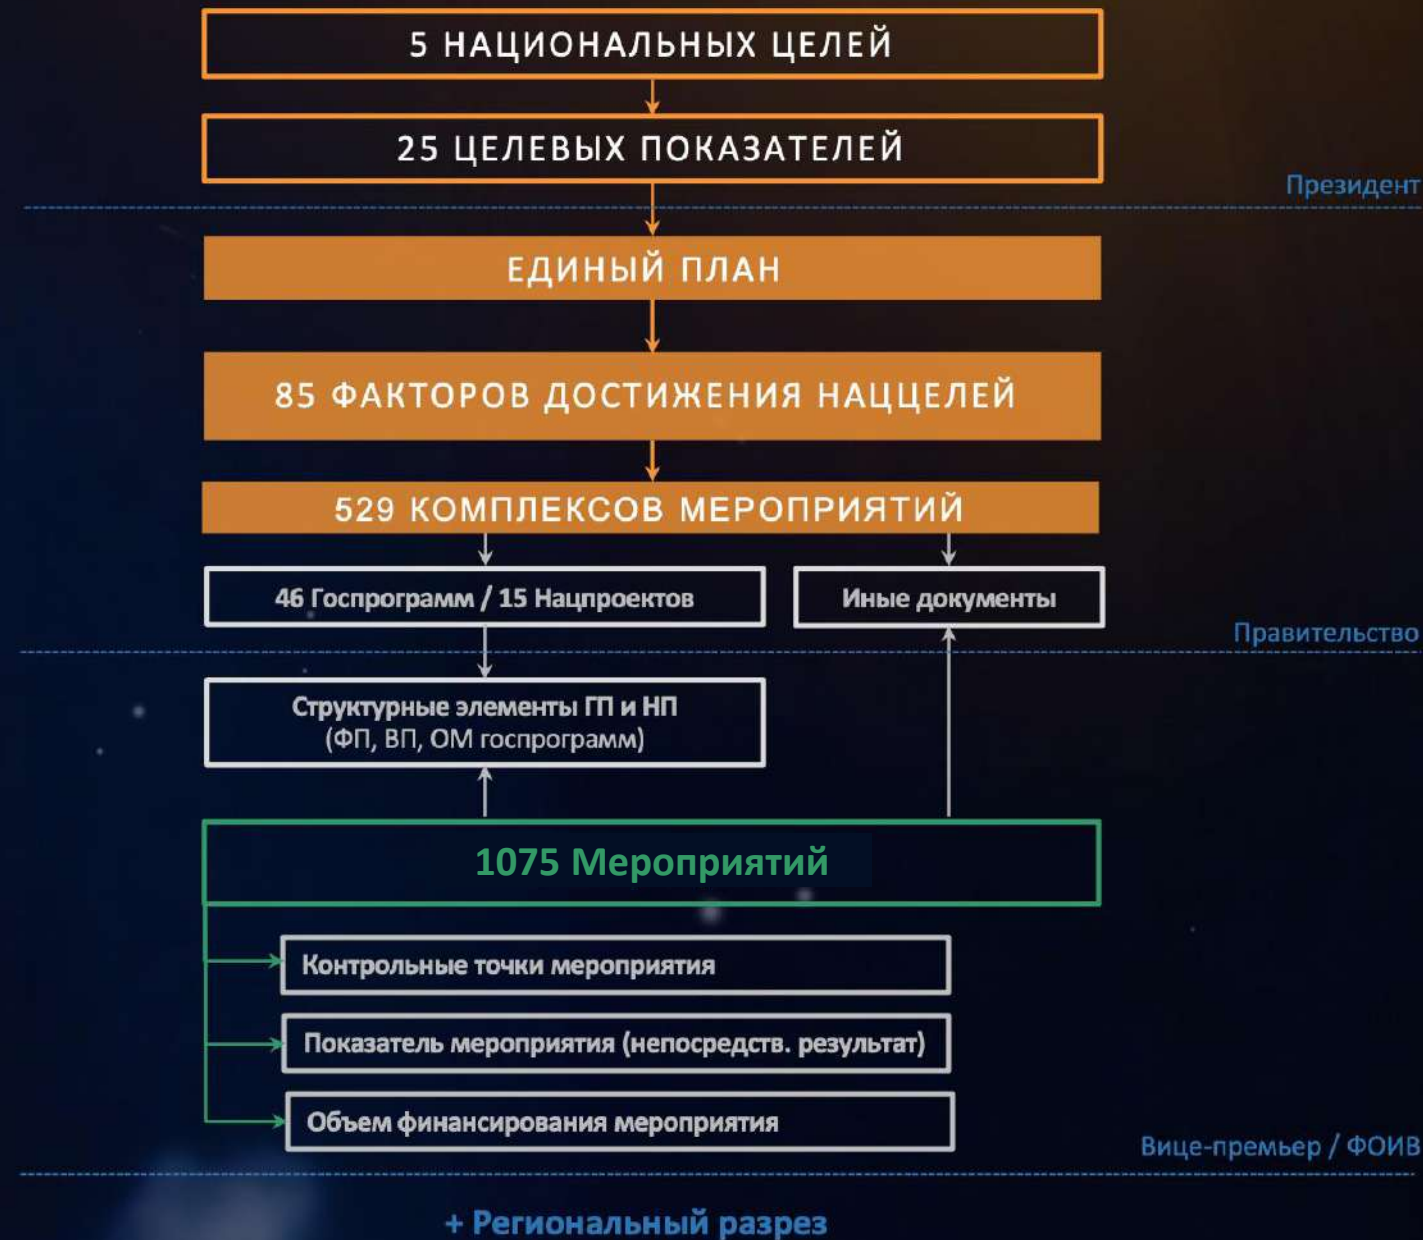 5 НАЦИОНАЛЬНЫХ ЦЕЛЕЙ
25 ЦЕЛЕВЫХ ПОКАЗАТЕЛЕЙ
Президент
ЕДИНЫЙ ПЛАН
85 ФАКТОРОВ ДОСТИЖЕНИЯ НАЦЦЕЛЕЙ
529 КОМПЛЕКСОВ МЕРОПРИЯТИЙ
46 Госпрограмм / 15 Нацпроектов
Иные документы
Правительство
Структурные элементы ГП и НП
(ФП, ВП, ОМ госпрограмм)
1075 Мероприятий
Контрольные точки мероприятия
Показатель мероприятия (непосредств. результат)
Объем финансирования мероприятия
Вице-премьер / ФОИВ
+ Региональный разрез